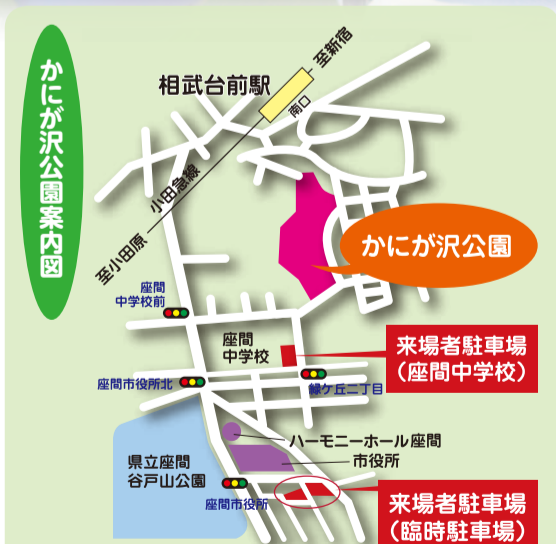 かにが沢公園案内図
至新宿
相武台前駅
南口
小田急線
至小田原
かにが沢公園
座間
中学校前
座間
中学校
来場者駐車場
(座間中学校)
座間市役所北
緑ケ丘二丁目
ハーモニーホール座間
市役所
県立座間
谷戸山公園
座間市役所
来場者駐車場
(臨時駐車場)